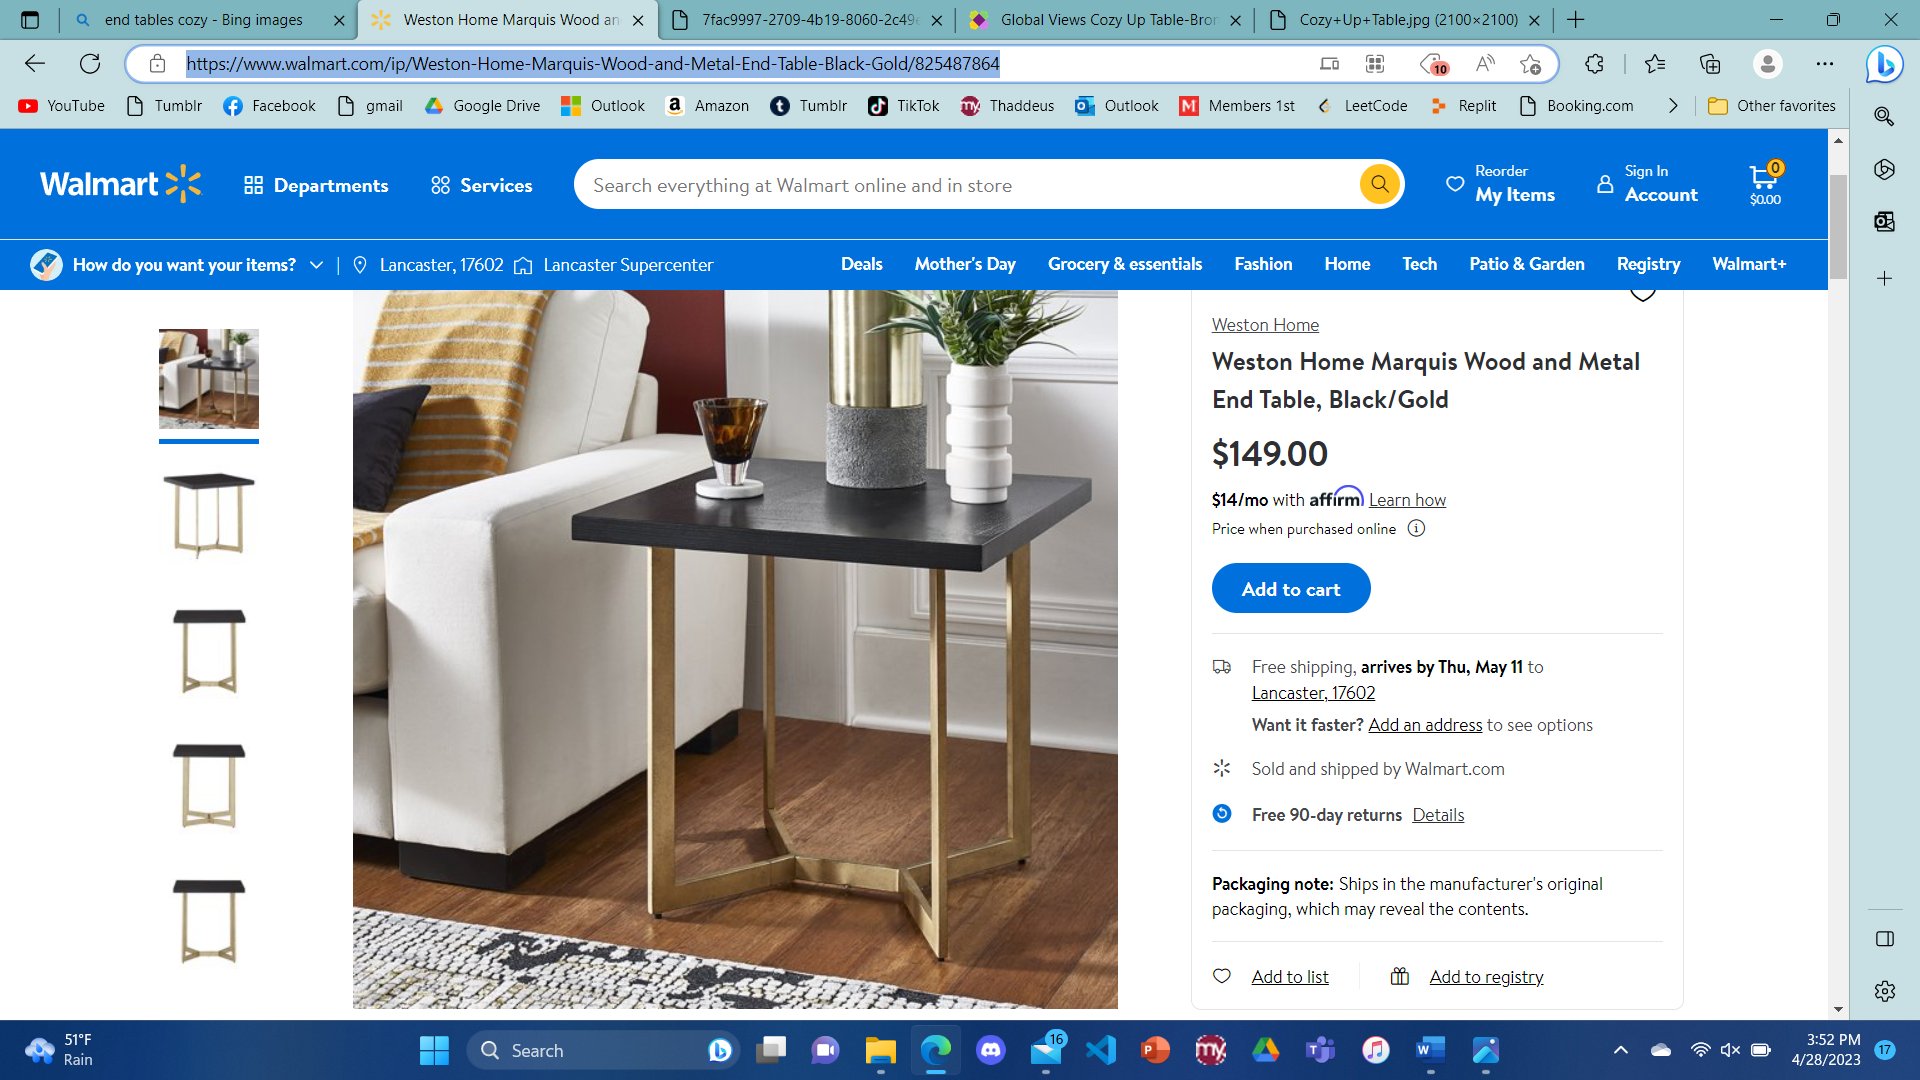 end tables cozy - Bing images
Weston Home Marquis Wood an
7fac9997-2709-4b19-8060-2c49e
Global Views Cozy Up Table-Bron
Cozy+Up+Table.jpg (2100×2100)
https://www.walmart.com/ip/Weston-Home-Marquis-Wood-and-Metal-End-Table-Black-Gold/825487864
10
YouTube
Tumblr
Facebook
gmail
Google Drive
Outlook
Amazon
Tumblr
TikTok
Thaddeus
Outlook
Members 1st
LeetCode
Replit
Booking.com
Other favorites
Walmart
Departments
Services
Search everything at Walmart online and in store
Reorder
My Items
Sign In
Account
0
$0.00
How do you want your items?
Lancaster, 17602
Lancaster Supercenter
Deals
Mother's Day
Grocery & essentials
Fashion
Home
Tech
Patio & Garden
Registry
Walmart+
Weston Home
Weston Home Marquis Wood and Metal
End Table, Black/Gold
$149.00
$14/mo with affirm Learn how
Price when purchased online
Add to cart
Free shipping, arrives by Thu, May 11 to
Lancaster, 17602
Want it faster? Add an address to see options
Sold and shipped by Walmart.com
Free 90-day returns Details
Packaging note: Ships in the manufacturer's original
packaging, which may reveal the contents.
Add to list
Add to registry
51°F
Rain
Search
16
my
3:52 PM
4/28/2023
17